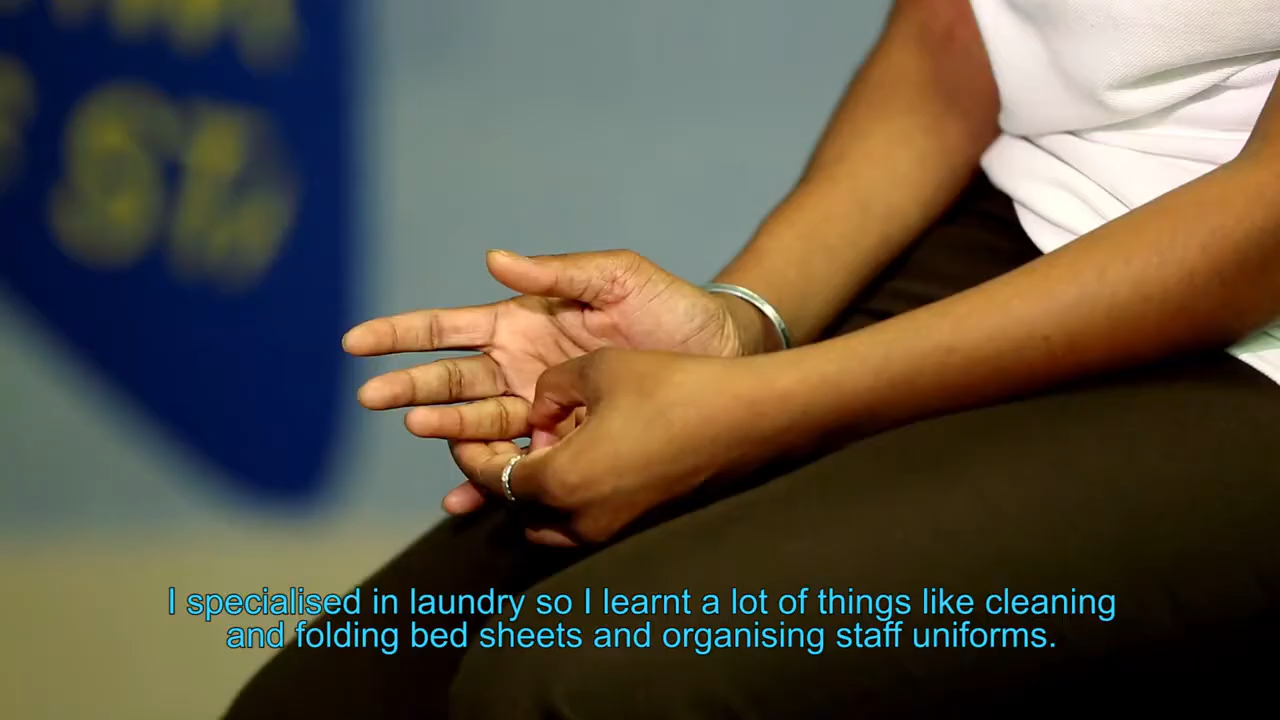 I specialised in laundry so I learnt a lot of things like cleaning
and folding bed sheets and organising staff uniforms.